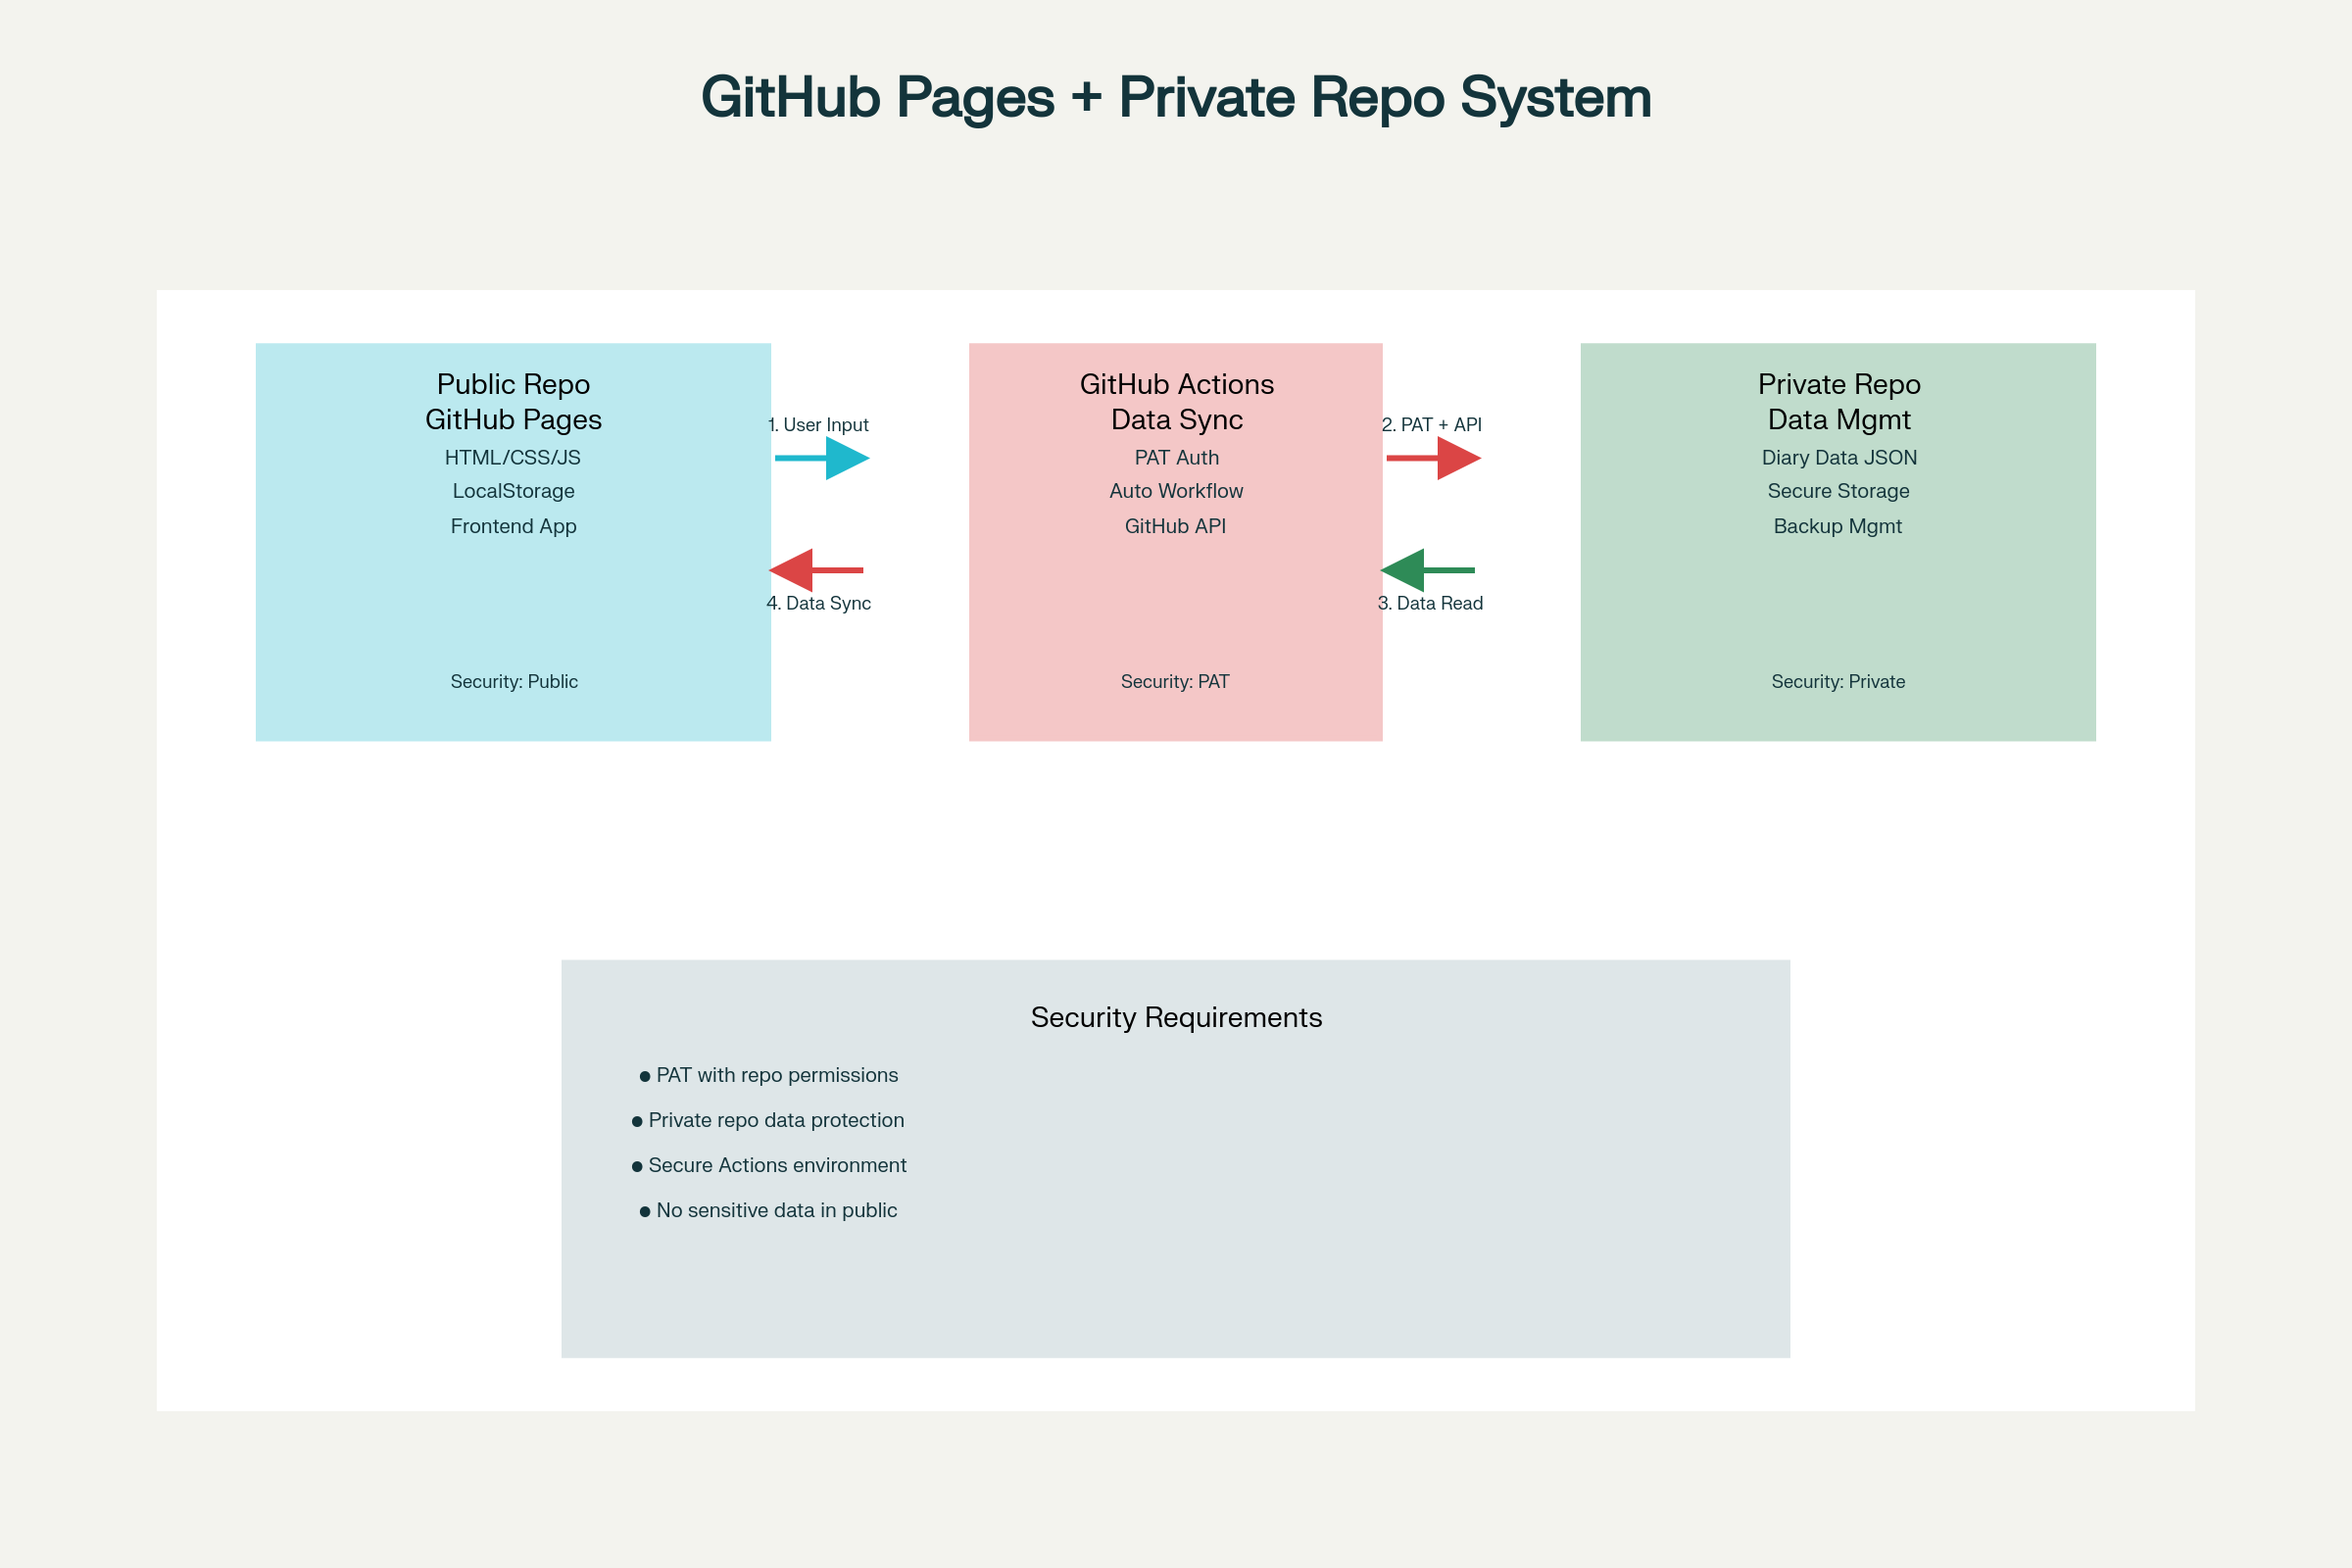 GitHub Pages + Private Repo System
Public Repo
GitHub Pages
HTML/CSS/JS
LocalStorage
Frontend App
Security: Public
1. User Input
4. Data Sync
GitHub Actions
Data Sync
PAT Auth
Auto Workflow
GitHub API
Security: PAT
2. PAT + API
3. Data Read
Private Repo
Data Mgmt
Diary Data JSON
Secure Storage
Backup Mgmt
Security: Private
Security Requirements
● PAT with repo permissions
● Private repo data protection
● Secure Actions environment
● No sensitive data in public